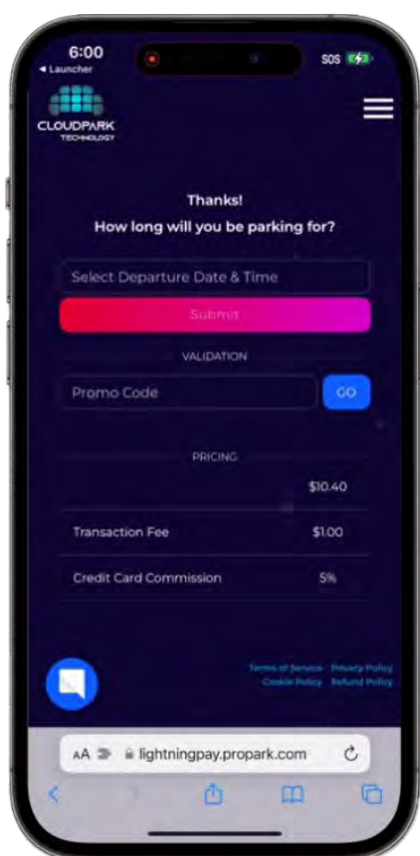 6:00
SOS
◀ Launcher
CLOUDPARK
TECHNOLOGY
Thanks!
How long will you be parking for?
Select Departure Date & Time
Submit
VALIDATION
Promo Code
GO
PRICING
$10.40
Transaction Fee $1.00
Credit Card Commission 5%
Terms of Service Privacy Policy
Cookie Policy Refund Policy
AA lightningpay.propark.com